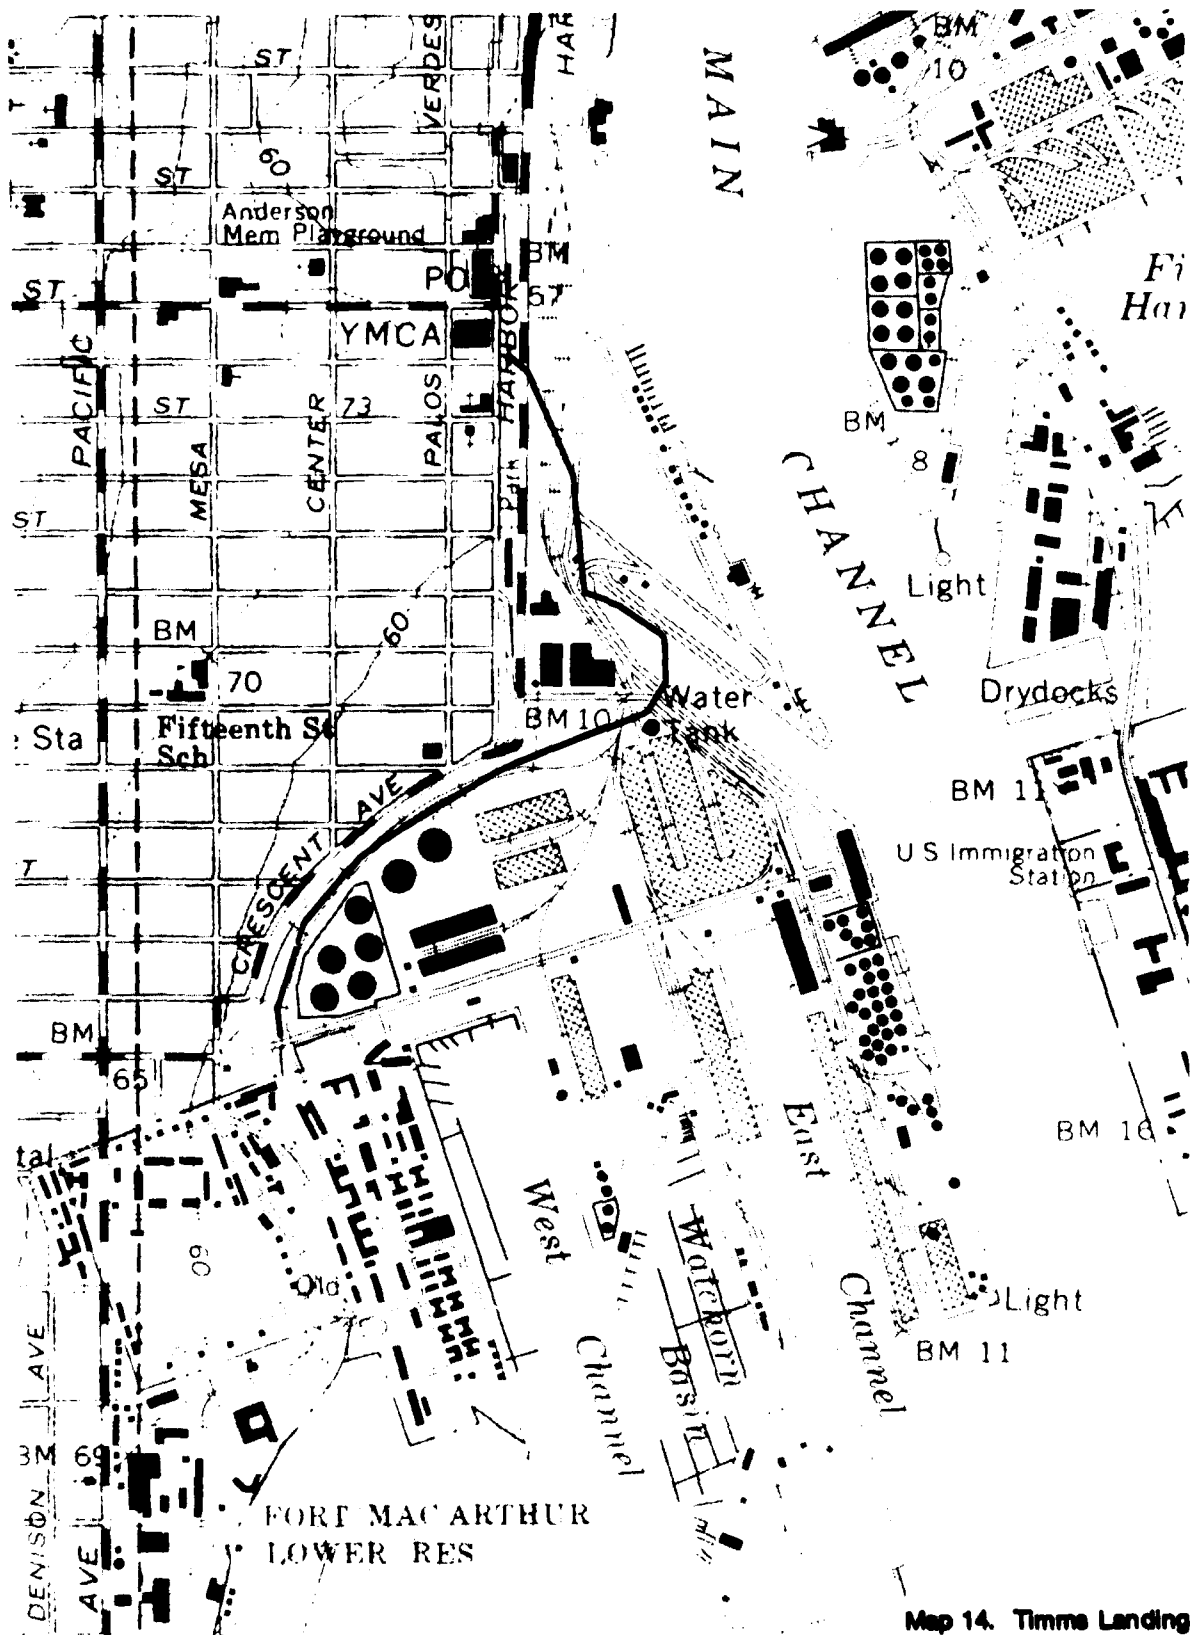 ST
VERDES
HAR
MAIN
BM
10
60
ST
Anderson
Mem Playground
PO
BM
57
ST
YMCA
HARBOR
PACIFIC
ST
MESA
CENTER
73
PALOS
Park
BM
8
CHANNEL
ST
Light
BM
70
60
Fifteenth St
Sch
Sta
BM 10
Water
Tank
Drydocks
BM 11
CRESCENT AVE
U S Immigration
Station
BM
65
East
Channel
BM 16
West
Channel
Watchorn
Basin
Old
60
Light
BM 11
AVE
DENISON
BM 69
AVE
FORT MAC ARTHUR
LOWER RES
Map 14. Timms Landing